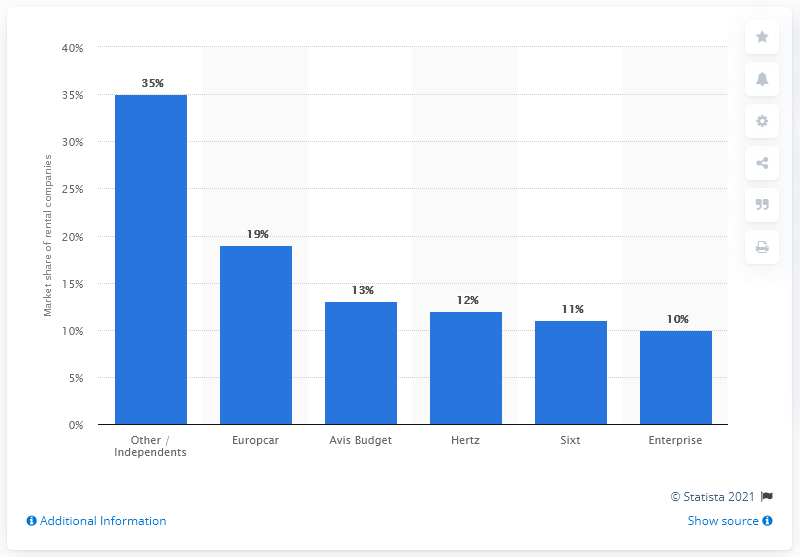 40%
35%
30%
25%
20%
15%
10%
5%
0%
Market share of rental companies
35%
19%
13%
12%
11%
10%
Other /
Independents
Europcar
Avis Budget
Hertz
Sixt
Enterprise
© Statista 2021
Additional Information
Show source